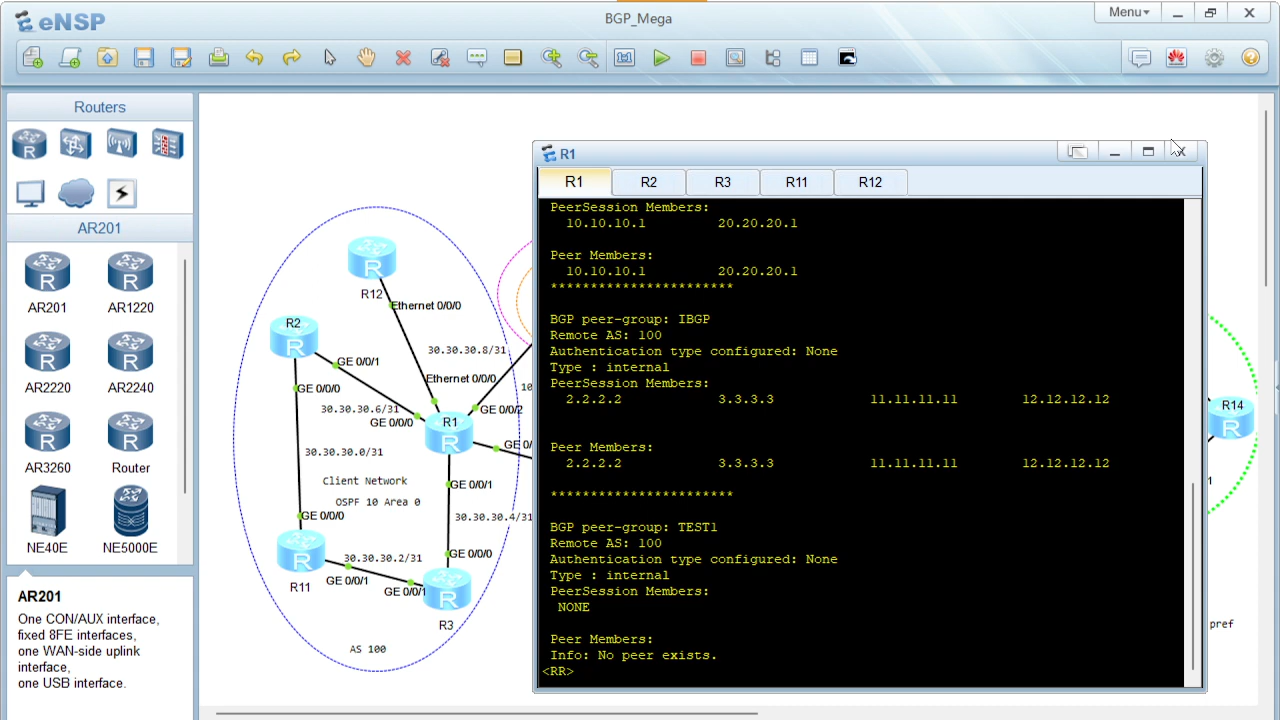 eNSP
BGP_Mega
Menu
Routers
AR201
AR201
AR1220
AR2220
AR2240
AR3260
Router
NE40E
NE5000E
AR201
One CON/AUX interface,
fixed 8FE interfaces,
one WAN-side uplink
interface,
one USB interface.
R12
Ethernet 0/0/0
R2
GE 0/0/1
30.30.30.8/31
GE 0/0/0
Ethernet 0/0/0
10
30.30.30.6/31
GE 0/0/2
GE 0/0/0
R1
GE 0/
30.30.30.0/31
Client Network
GE 0/0/1
OSPF 10 Area 0
GE 0/0/0
30.30.30.4/31
30.30.30.2/31
GE 0/0/0
R11
GE 0/0/1
GE 0/0/1
R3
AS 100
R14
1
pref
R1
R1 R2 R3 R11 R12
PeerSession Members:
10.10.10.1 20.20.20.1
Peer Members:
10.10.10.1 20.20.20.1
***********************
BGP peer-group: IBGP
Remote AS: 100
Authentication type configured: None
Type : internal
PeerSession Members:
2.2.2.2 3.3.3.3 11.11.11.11 12.12.12.12
Peer Members:
2.2.2.2 3.3.3.3 11.11.11.11 12.12.12.12
***********************
BGP peer-group: TEST1
Remote AS: 100
Authentication type configured: None
Type : internal
PeerSession Members:
NONE
Peer Members:
Info: No peer exists.
<RR>